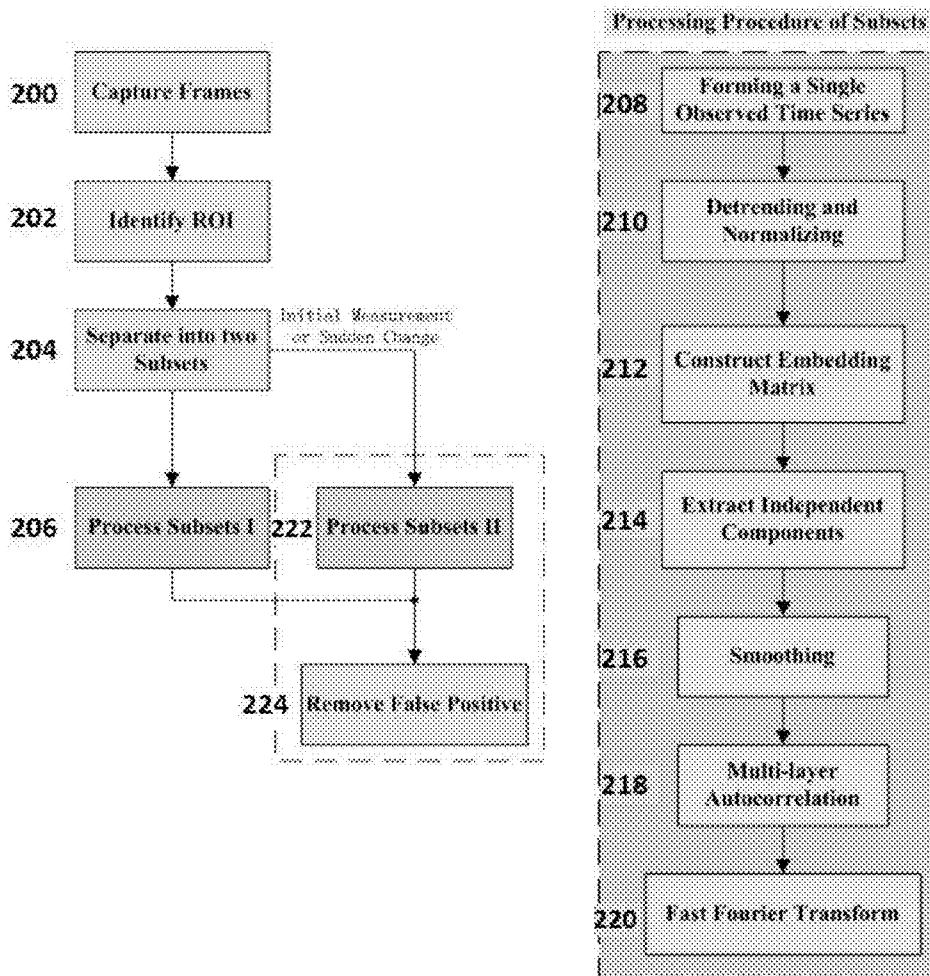 200
Capture Frames
202
Identify ROI
204
Separate into two
Subsets
Initial Measurement
or Sudden Change
206
Process Subsets I
222
Process Subsets II
224
Remove False Positive
Processing Procedure of Subsets
208
Forming a Single
Observed Time Series
210
Detrending and
Normalizing
212
Construct Embedding
Matrix
214
Extract Independent
Components
216
Smoothing
218
Multi-layer
Autocorrelation
220
Fast Fourier Transform